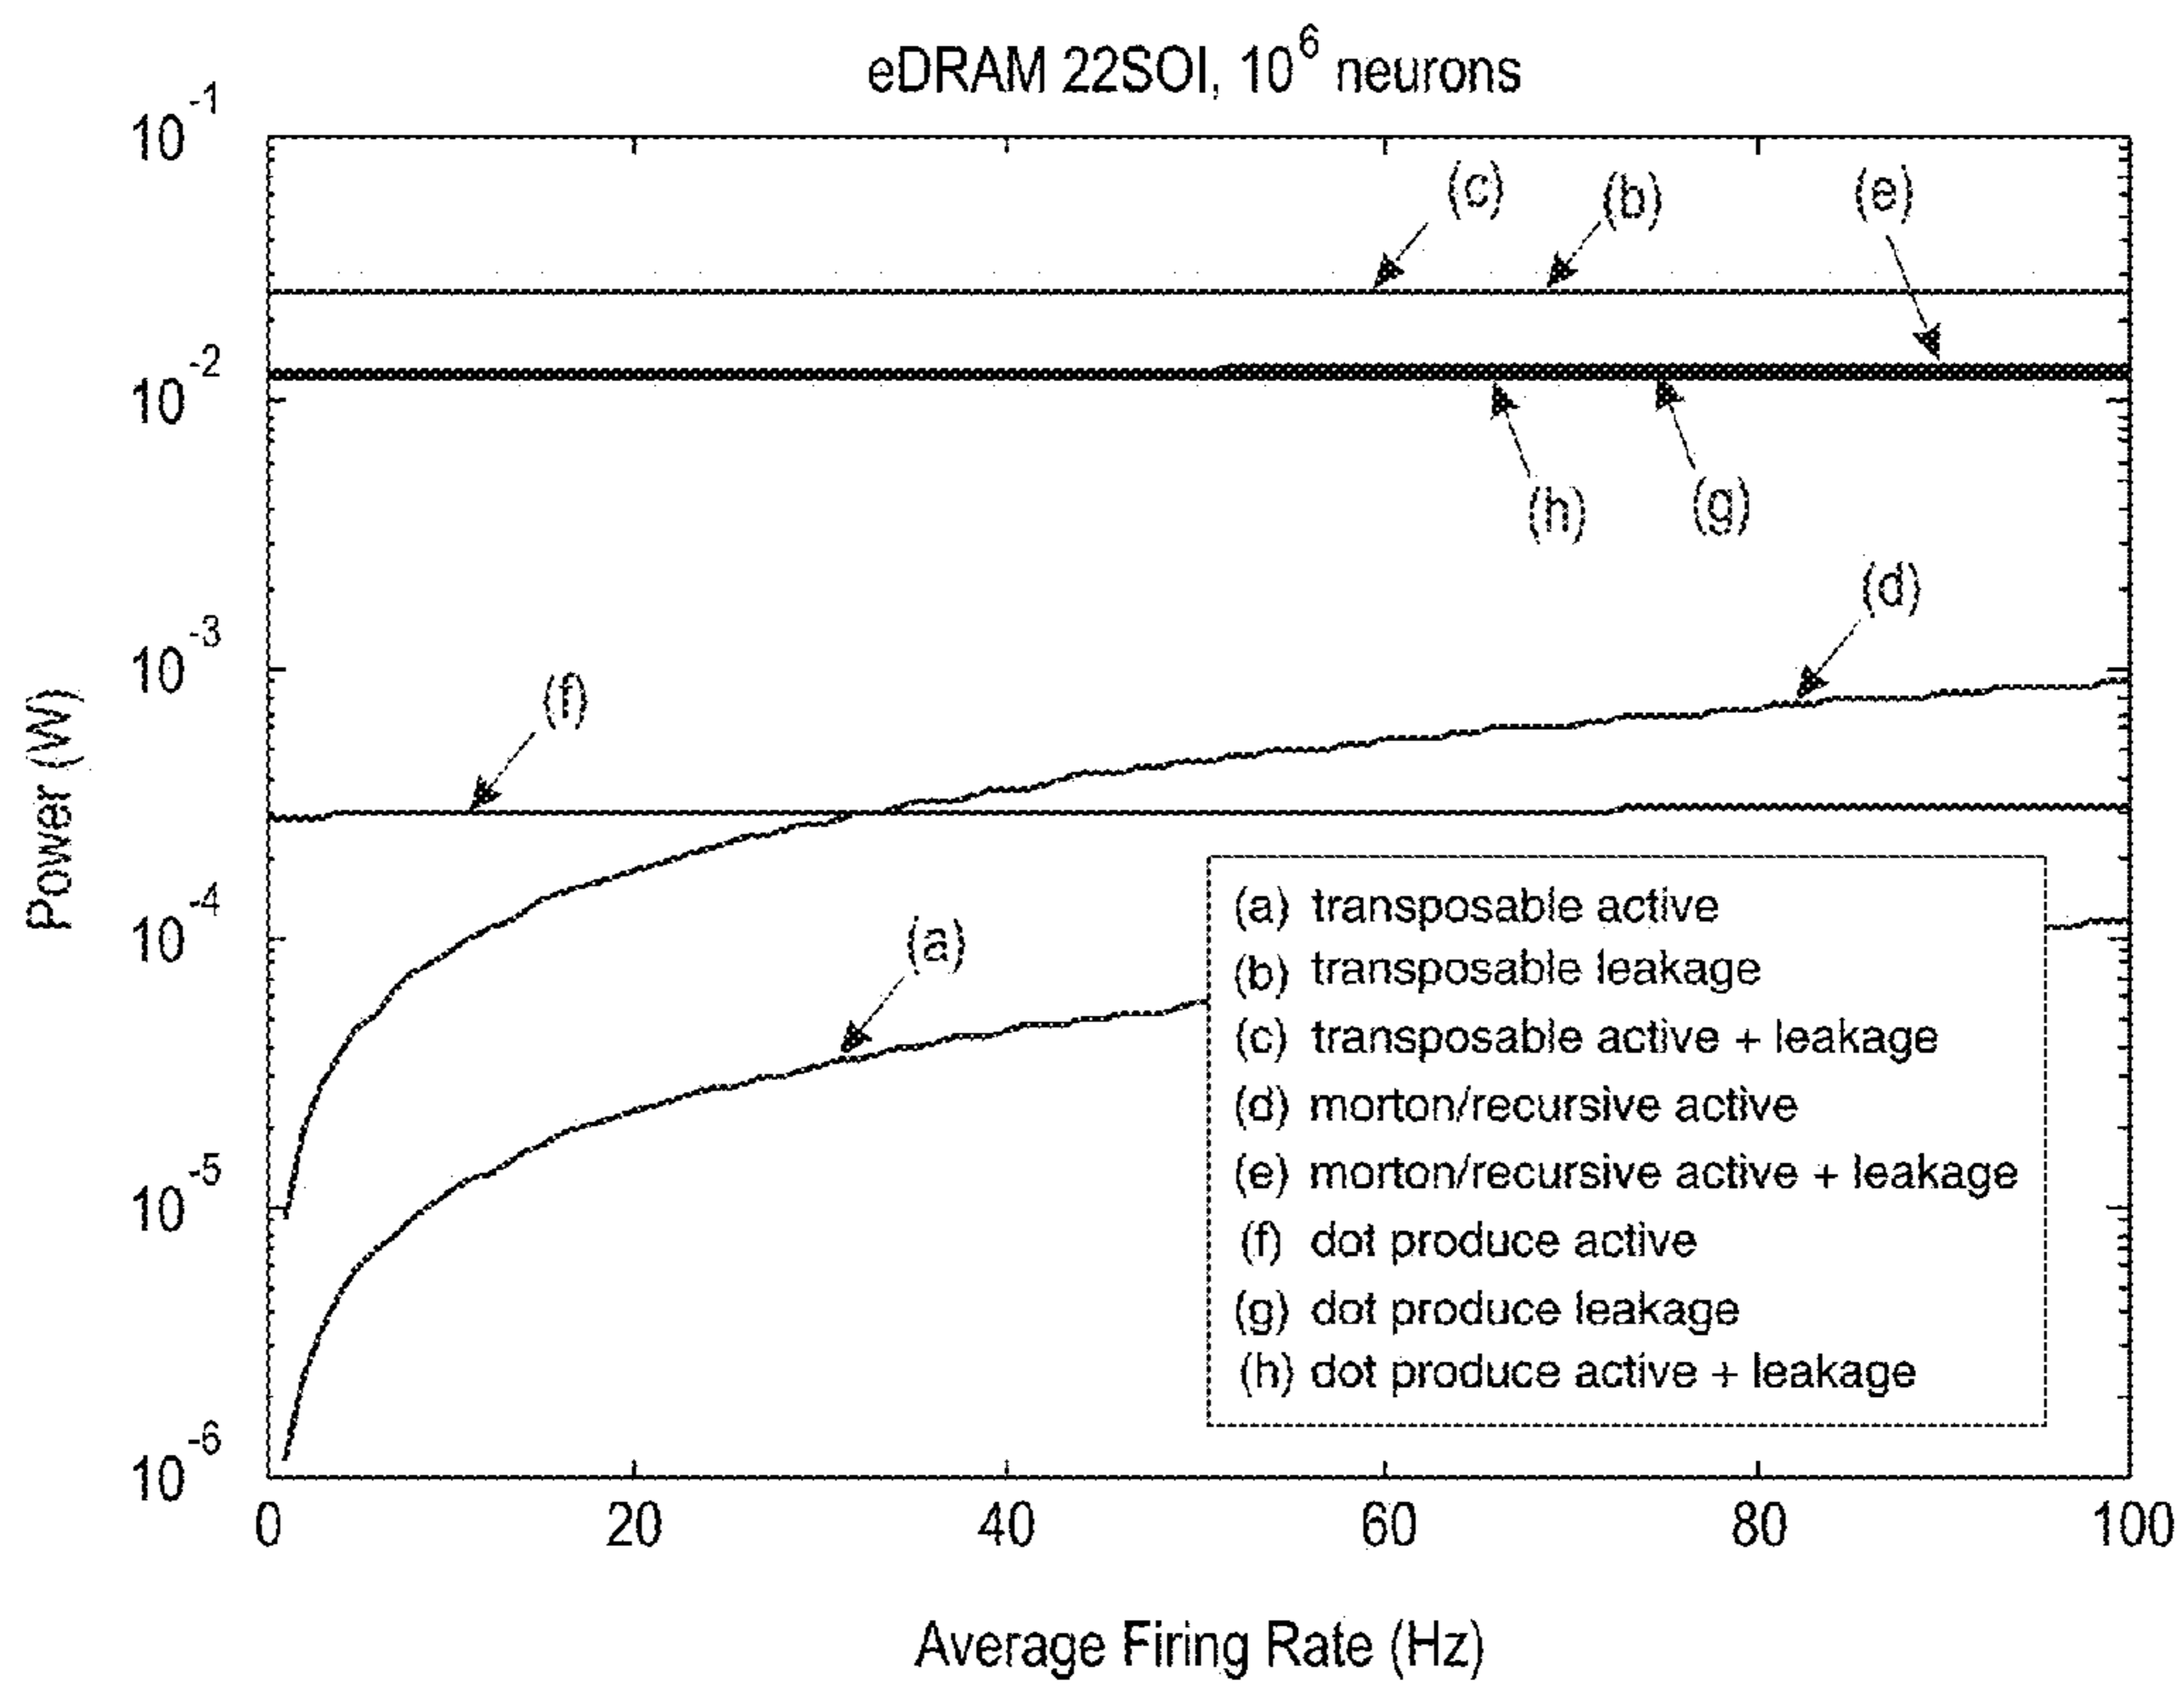 eDRAM 22SOI, 10^6 neurons
10^-1
(c) (b) (e)
10^-2
(h) (g)
(d)
10^-3
(f)
Power (W)
10^-4
(a)
(a) transposable active
(b) transposable leakage
(c) transposable active + leakage
(d) morton/recursive active
(e) morton/recursive active + leakage
(f) dot produce active
(g) dot produce leakage
(h) dot produce active + leakage
10^-5
10^-6
0 20 40 60 80 100
Average Firing Rate (Hz)